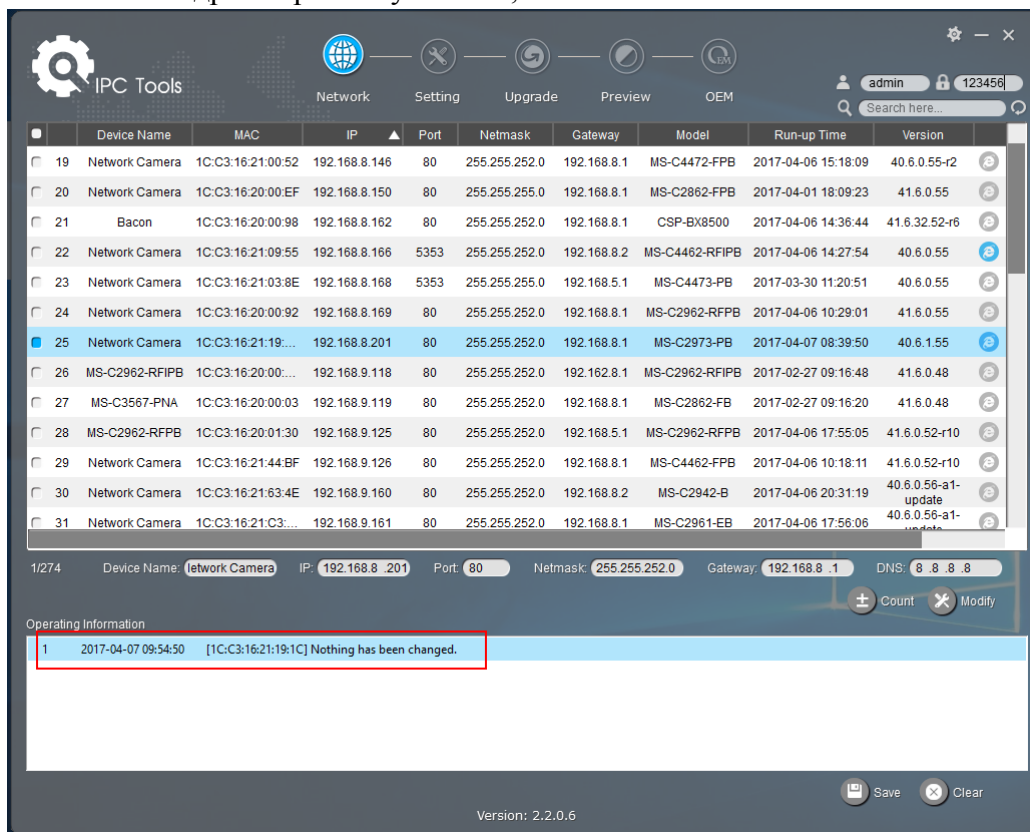 IPC Tools
Network Setting Upgrade Preview OEM
admin 123456
Search here...
Device Name MAC IP Port Netmask Gateway Model Run-up Time Version
19 Network Camera 1C:C3:16:21:00:52 192.168.8.146 80 255.255.252.0 192.168.8.1 MS-C4472-FPB 2017-04-06 15:18:09 40.6.0.55-r2
20 Network Camera 1C:C3:16:20:00:EF 192.168.8.150 80 255.255.252.0 192.168.8.1 MS-C2862-FPB 2017-04-01 18:09:23 41.6.0.55
21 Bacon 1C:C3:16:20:00:98 192.168.8.162 80 255.255.252.0 192.168.8.1 CSP-BX8500 2017-04-06 14:36:44 41.6.32.52-r6
22 Network Camera 1C:C3:16:21:09:55 192.168.8.166 5353 255.255.252.0 192.168.8.2 MS-C4462-RFIPB 2017-04-06 14:27:54 40.6.0.55
23 Network Camera 1C:C3:16:21:03:8E 192.168.8.168 5353 255.255.255.0 192.168.5.1 MS-C4473-PB 2017-03-30 11:20:51 40.6.0.55
24 Network Camera 1C:C3:16:20:00:92 192.168.8.169 80 255.255.252.0 192.168.8.1 MS-C2962-RFPB 2017-04-06 10:29:01 41.6.0.55
25 Network Camera 1C:C3:16:21:19:... 192.168.8.201 80 255.255.252.0 192.168.8.1 MS-C2973-PB 2017-04-07 08:39:50 40.6.1.55
26 MS-C2962-RFIPB 1C:C3:16:20:00:... 192.168.9.118 80 255.255.252.0 192.162.8.1 MS-C2962-RFIPB 2017-02-27 09:16:48 41.6.0.48
27 MS-C3567-PNA 1C:C3:16:20:00:03 192.168.9.119 80 255.255.252.0 192.168.8.1 MS-C2862-FB 2017-02-27 09:16:20 41.6.0.48
28 MS-C2962-RFPB 1C:C3:16:20:01:30 192.168.9.125 80 255.255.252.0 192.168.5.1 MS-C2962-RFPB 2017-04-06 17:55:05 41.6.0.52-r10
29 Network Camera 1C:C3:16:21:44:BF 192.168.9.126 80 255.255.252.0 192.168.8.1 MS-C4462-FPB 2017-04-06 10:18:11 41.6.0.52-r10
30 Network Camera 1C:C3:16:21:63:4E 192.168.9.160 80 255.255.252.0 192.168.8.2 MS-C2942-B 2017-04-06 20:31:19 40.6.0.56-a1-update
31 Network Camera 1C:C3:16:21:C3:... 192.168.9.161 80 255.255.252.0 192.168.8.1 MS-C2961-EB 2017-04-06 17:56:06 40.6.0.56-a1-update
1/274 Device Name: letwork Camera IP: 192.168.8 .201 Port: 80 Netmask: 255.255.252.0 Gateway: 192.168.8 .1 DNS: 8 .8 .8 .8
Count Modify
Operating Information
1 2017-04-07 09:54:50 [1C:C3:16:21:19:1C] Nothing has been changed.
Save Clear
Version: 2.2.0.6